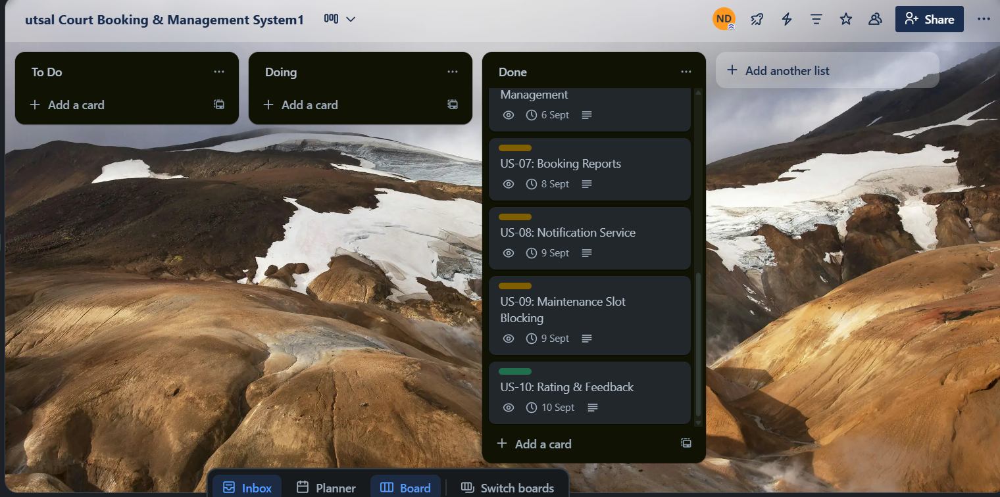 utsal Court Booking & Management System1
ND
Share
To Do
Add a card
Doing
Add a card
Done
Management
6 Sept
US-07: Booking Reports
8 Sept
US-08: Notification Service
9 Sept
US-09: Maintenance Slot
Blocking
9 Sept
US-10: Rating & Feedback
10 Sept
Add a card
Add another list
Inbox
Planner
Board
Switch boards